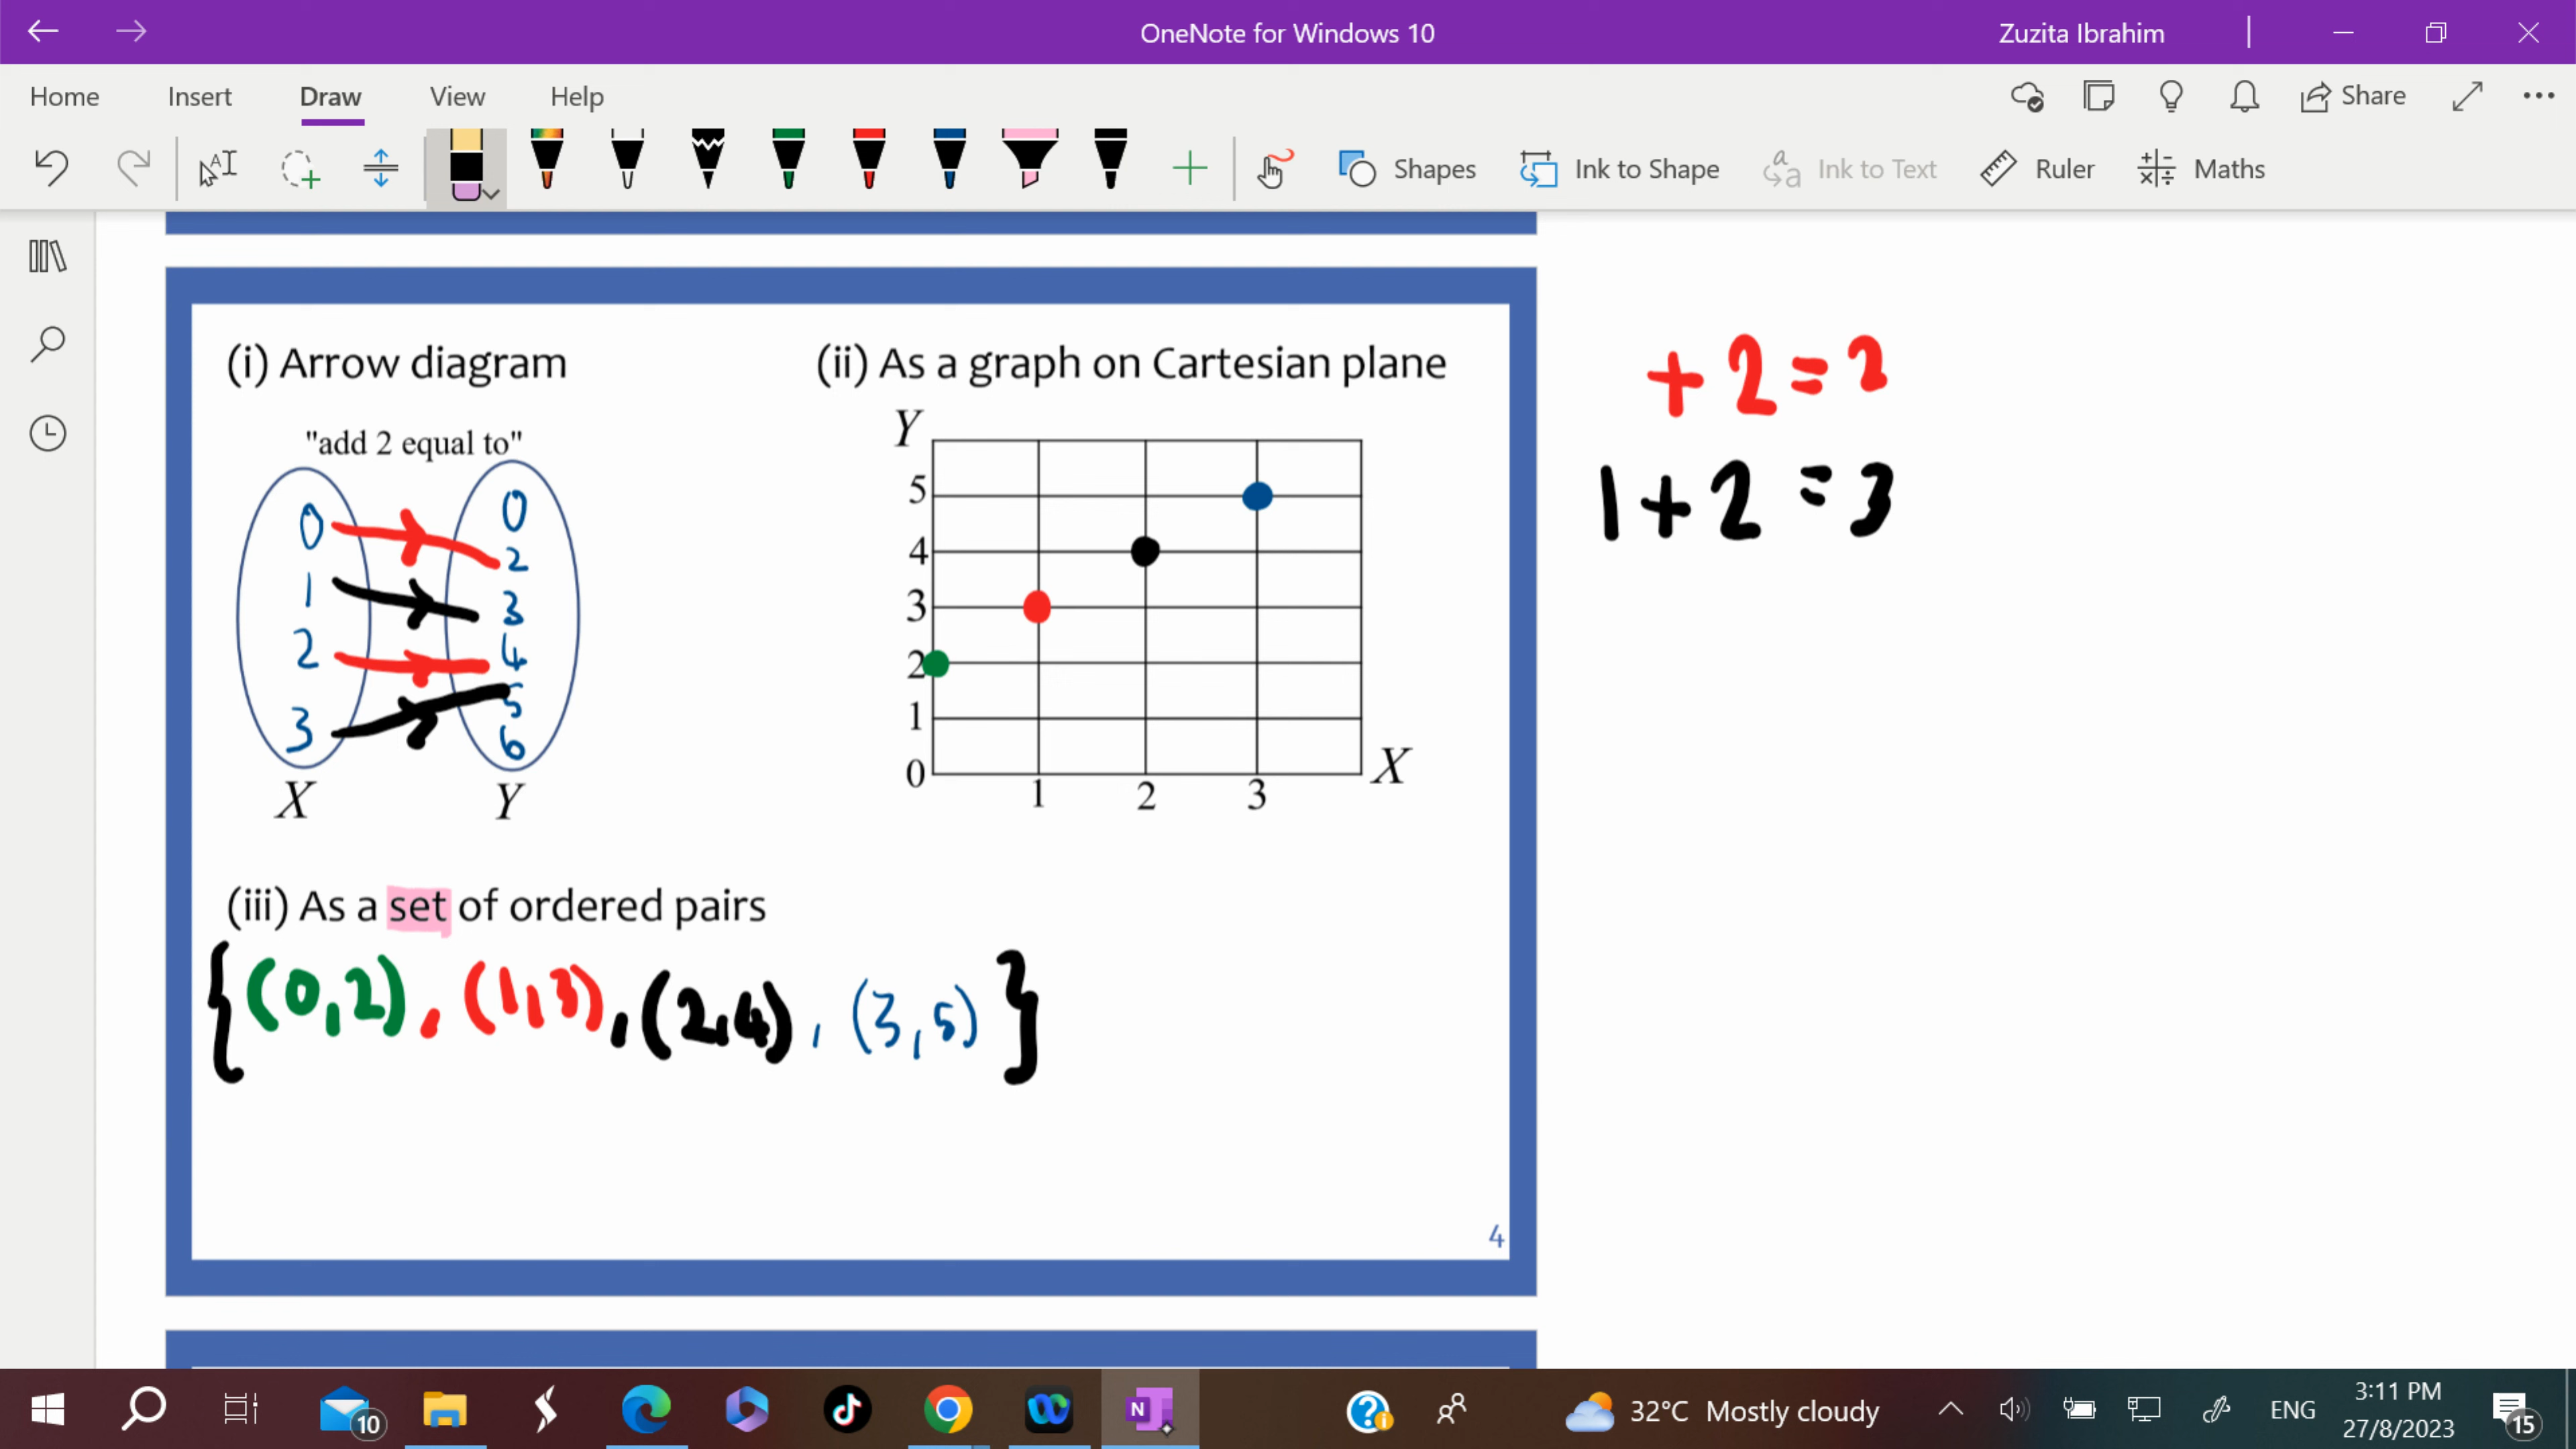 OneNote for Windows 10
Zuzita Ibrahim
Home Insert Draw View Help
Share
Shapes Ink to Shape Ink to Text Ruler Maths
(i) Arrow diagram
"add 2 equal to"
0 0
2
1 3
2 4
5
3 6
X Y
(ii) As a graph on Cartesian plane
Y
5
4
3
2
1
0
X
1 2 3
+ 2 = 2
1 + 2 = 3
(iii) As a set of ordered pairs
{(0,2), (1,3), (2,4), (3,5)}
4
10
32°C Mostly cloudy
ENG
3:11 PM
27/8/2023
15